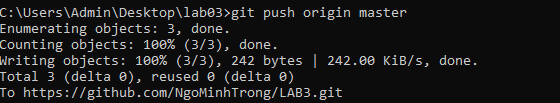 C:\Users\Admin\Desktop\lab03>git push origin master
Enumerating objects: 3, done.
Counting objects: 100% (3/3), done.
Writing objects: 100% (3/3), 242 bytes | 242.00 KiB/s, done.
Total 3 (delta 0), reused 0 (delta 0)
To https://github.com/NgoMinhTrong/LAB3.git